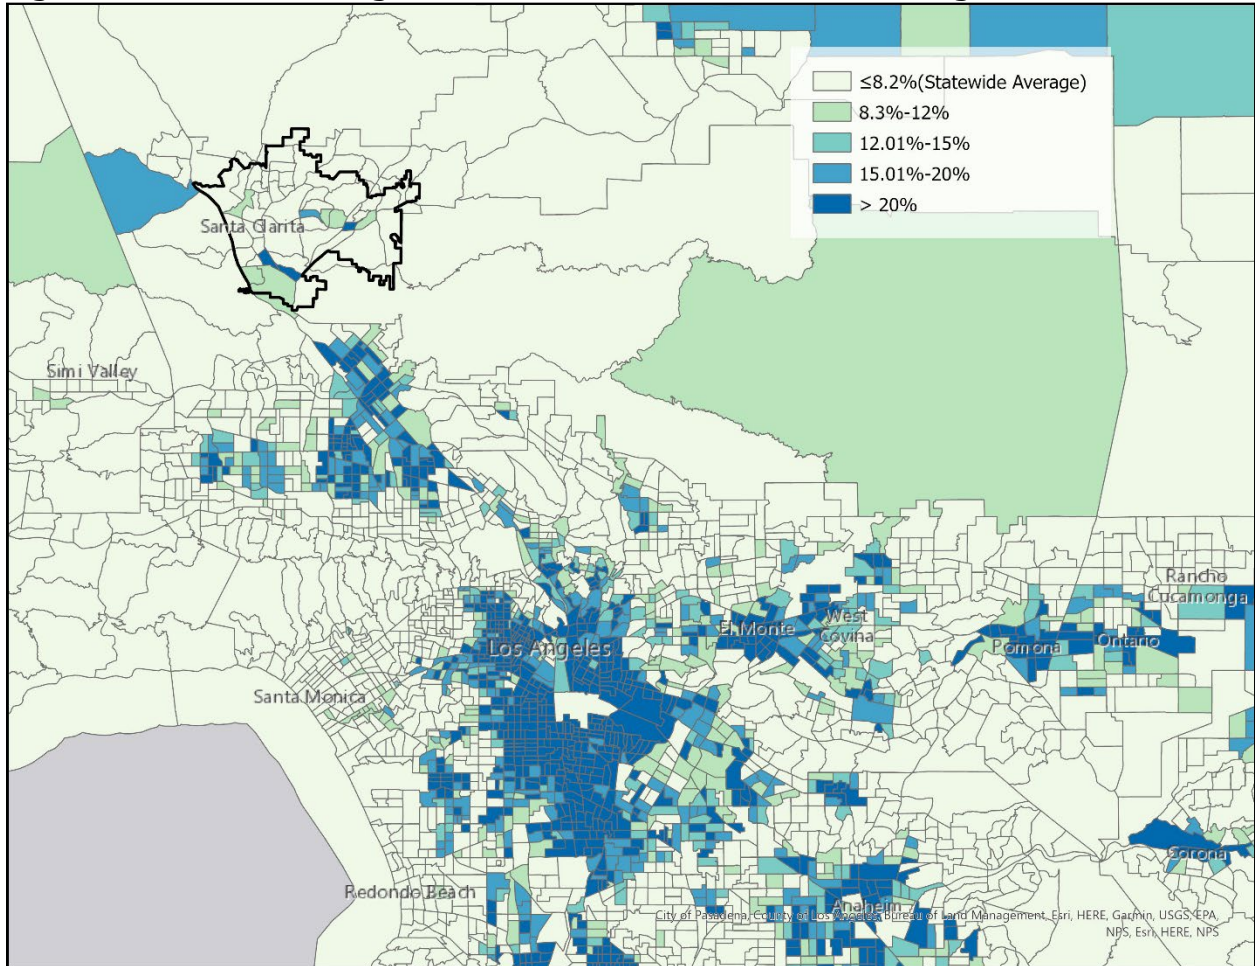 ≤8.2%(Statewide Average)
8.3%-12%
12.01%-15%
15.01%-20%
> 20%
Santa Clarita
Simi Valley
Rancho
Cucamonga
El Monte
West
Covina
Los Angeles
Pomona
Ontario
Santa Monica
Corona
Redondo Beach
Anaheim
City of Pasadena, County of Los Angeles, Bureau of Land Management, Esri, HERE, Garmin, USGS, EPA,
NPS, Esri, HERE, NPS